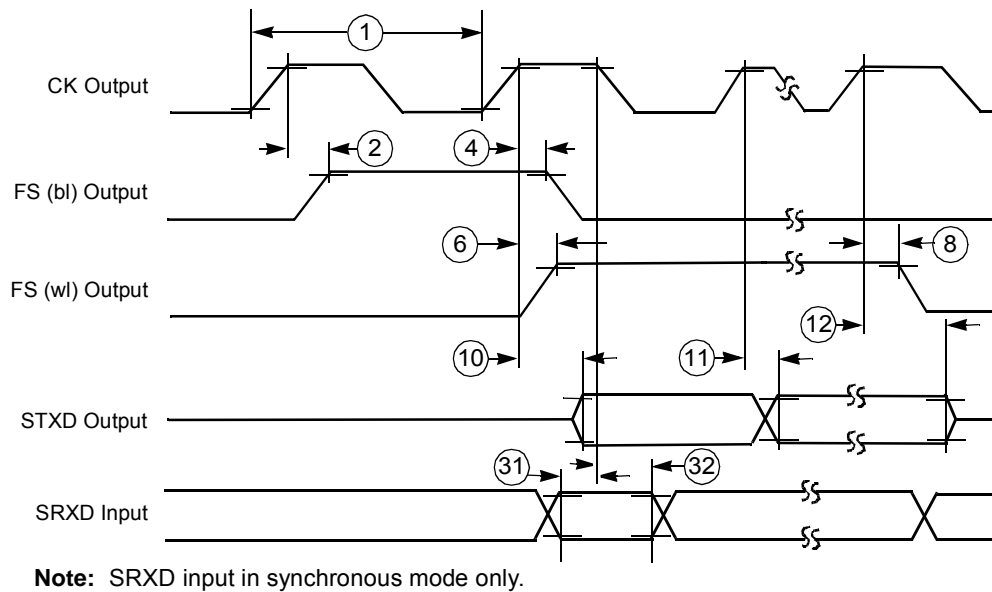 1
CK Output
2
4
FS (bl) Output
6
8
FS (wl) Output
12
10
11
STXD Output
31
32
SRXD Input
Note: SRXD input in synchronous mode only.